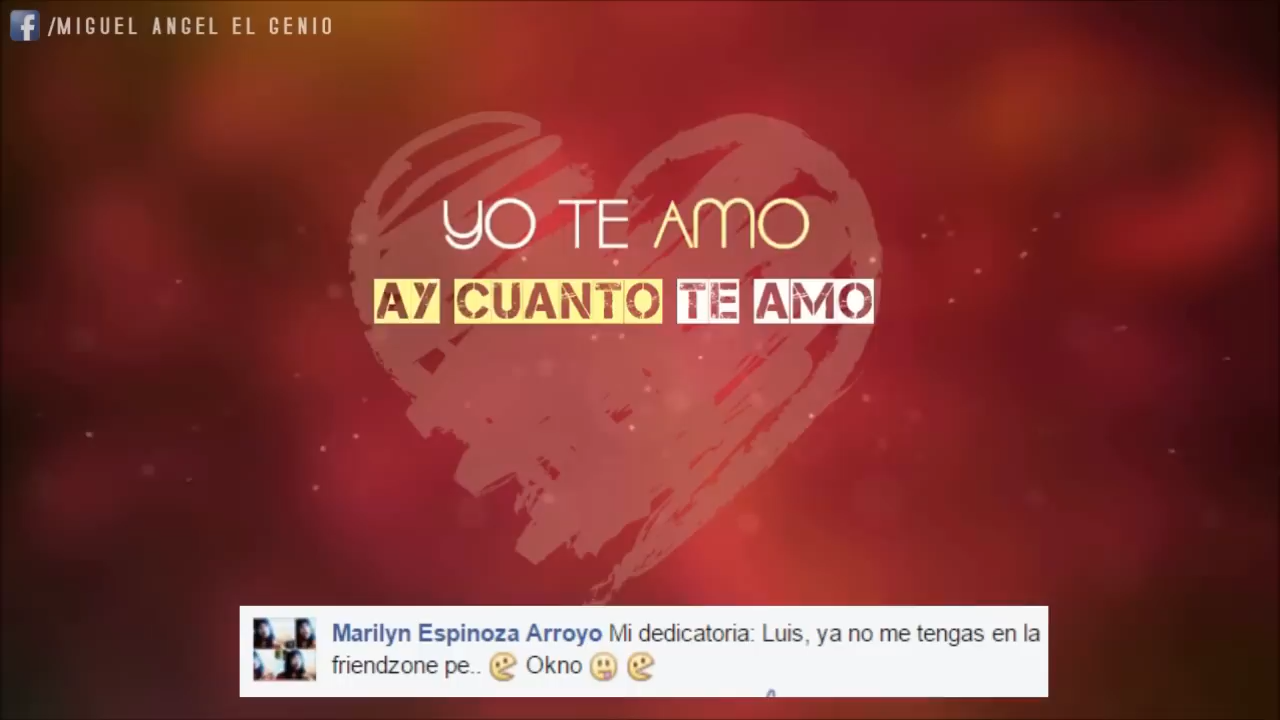 /MIGUEL ANGEL EL GENIO
YO TE AMO
AY CUANTO TE AMO
Marilyn Espinoza Arroyo Mi dedicatoria: Luis, ya no me tengas en la
friendzone pe.. Okno